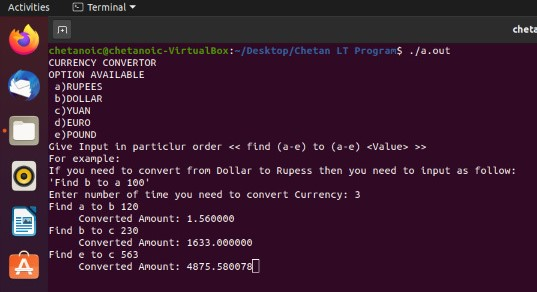 Activities
Terminal
cheta
chetanoic@chetanoic-VirtualBox:~/Desktop/Chetan LT Program$ ./a.out
CURRENCY CONVERTOR
OPTION AVAILABLE
a)RUPEES
b)DOLLAR
c)YUAN
d)EURO
e)POUND
Give Input in particlur order << find (a-e) to (a-e) <Value> >>
For example:
If you need to convert from Dollar to Rupess then you need to input as follow:
'Find b to a 100'
Enter number of time you need to convert Currency: 3
Find a to b 120
Converted Amount: 1.560000
Find b to c 230
Converted Amount: 1633.000000
Find e to c 563
Converted Amount: 4875.580078